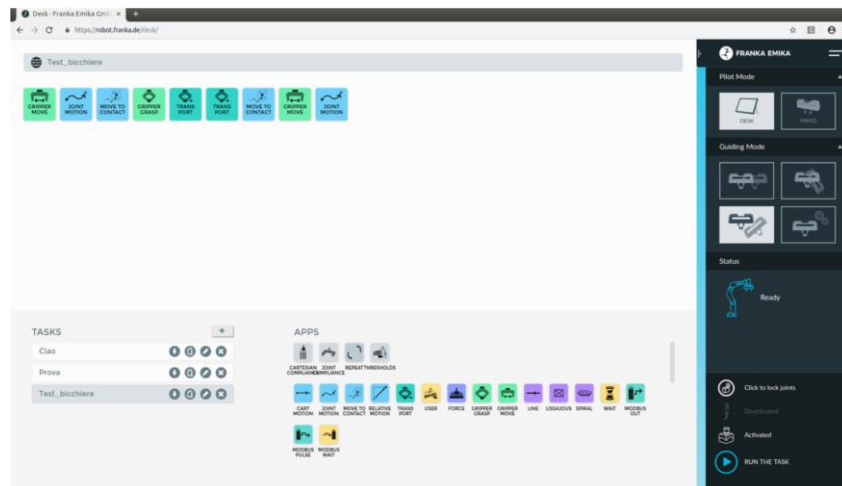 Desk - Franka Emika Gmb
https://robot.franka.de/desk/
Test_bicchiere
GRIPPER MOVE
JOINT MOTION
MOVE TO CONTACT
GRIPPER GRASP
TRANS PORT
TRANS PORT
MOVE TO CONTACT
GRIPPER MOVE
JOINT MOTION
TASKS
Ciao
Prova
Test_bicchiere
APPS
CARTESIAN COMPLIANCE
JOINT COMPLIANCE
REPEAT
THRESHOLDS
CART MOTION
JOINT MOTION
MOVE TO CONTACT
RELATIVE MOTION
TRANS PORT
USER
FORCE
GRIPPER GRASP
GRIPPER MOVE
LINE
LISSAJOUS
SPIRAL
WAIT
MODBUS OUT
MODBUS PULSE
MODBUS WAIT
FRANKA EMIKA
Pilot Mode
DESK
HAND
Guiding Mode
Status
Ready
Click to lock joints
Deactivated
Activated
RUN THE TASK